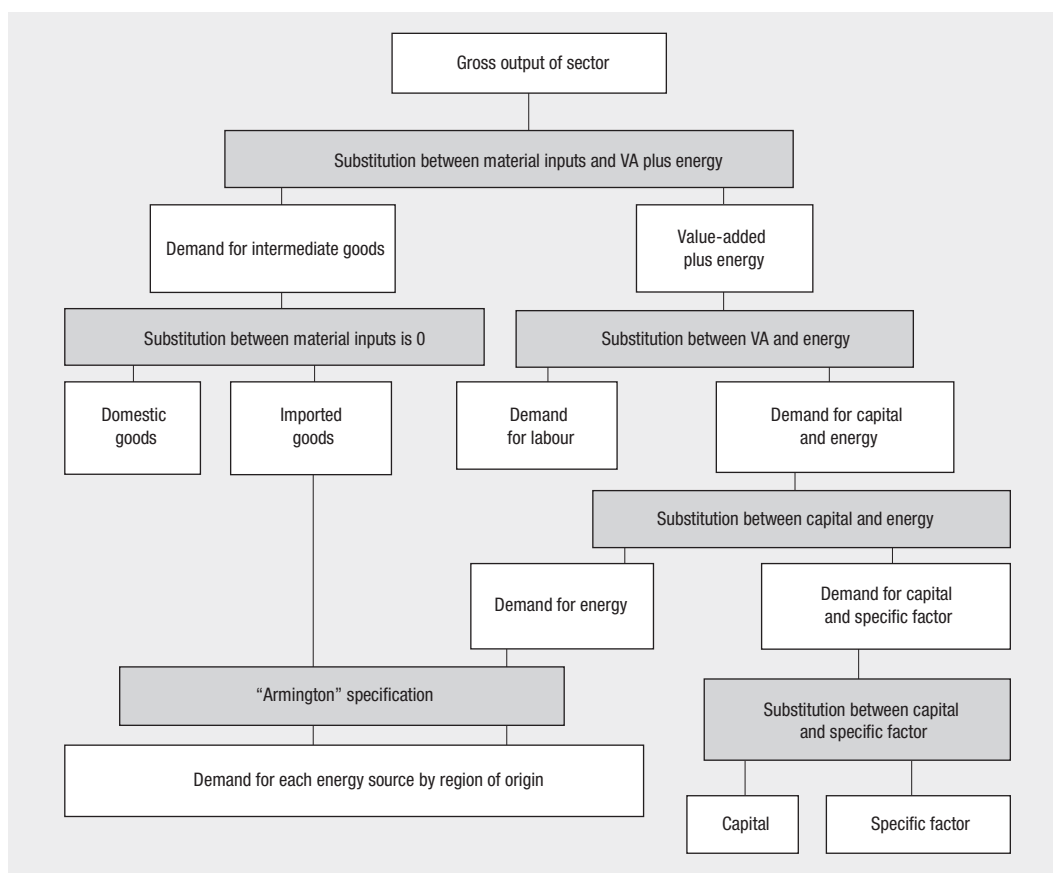 Gross output of sector
Substitution between material inputs and VA plus energy
Demand for intermediate goods
Value-added
plus energy
Substitution between material inputs is 0
Substitution between VA and energy
Domestic
goods
Imported
goods
Demand
for labour
Demand for capital
and energy
Substitution between capital and energy
Demand for energy
Demand for capital
and specific factor
“Armington” specification
Substitution between capital
and specific factor
Demand for each energy source by region of origin
Capital
Specific factor